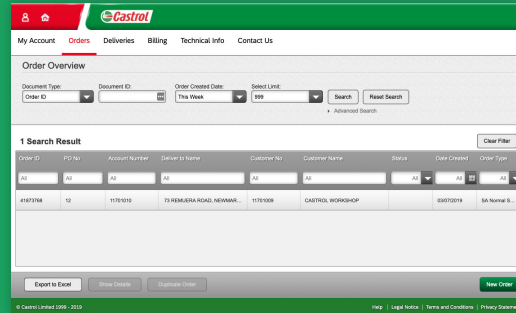 Castrol
My Account Orders Deliveries Billing Technical Info Contact Us
Order Overview
Document Type: Document ID: Order Created Date: Select Limit:
Order ID This Week 999 Search Reset Search
Advanced Search
1 Search Result Clear Filter
Order ID PO No Account Number Deliver to Name Customer No Customer Name Status Date Created Order Type
All All All All All All All All All
41873768 12 11701010 73 REMUERA ROAD, NEWMAR... 11701009 CASTROL WORKSHOP 03/07/2019 SA Normal S...
Export to Excel Show Details Duplicate Order New Order
© Castrol Limited 1999 - 2019 Help | Legal Notice | Terms and Conditions | Privacy Stateme